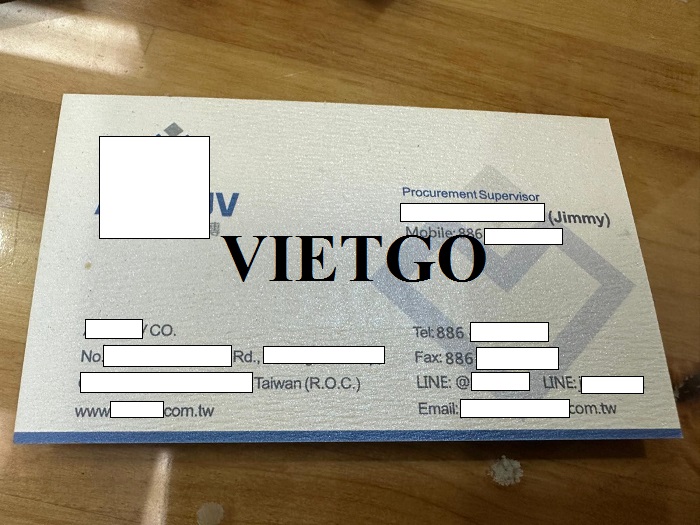 UV
Procurement Supervisor
(Jimmy)
Mobile: 886
VIETGO
CO.
No. Rd.,
Taiwan (R.O.C.)
www com.tw
Tel: 886
Fax: 886
LINE: @ LINE:
Email: com.tw